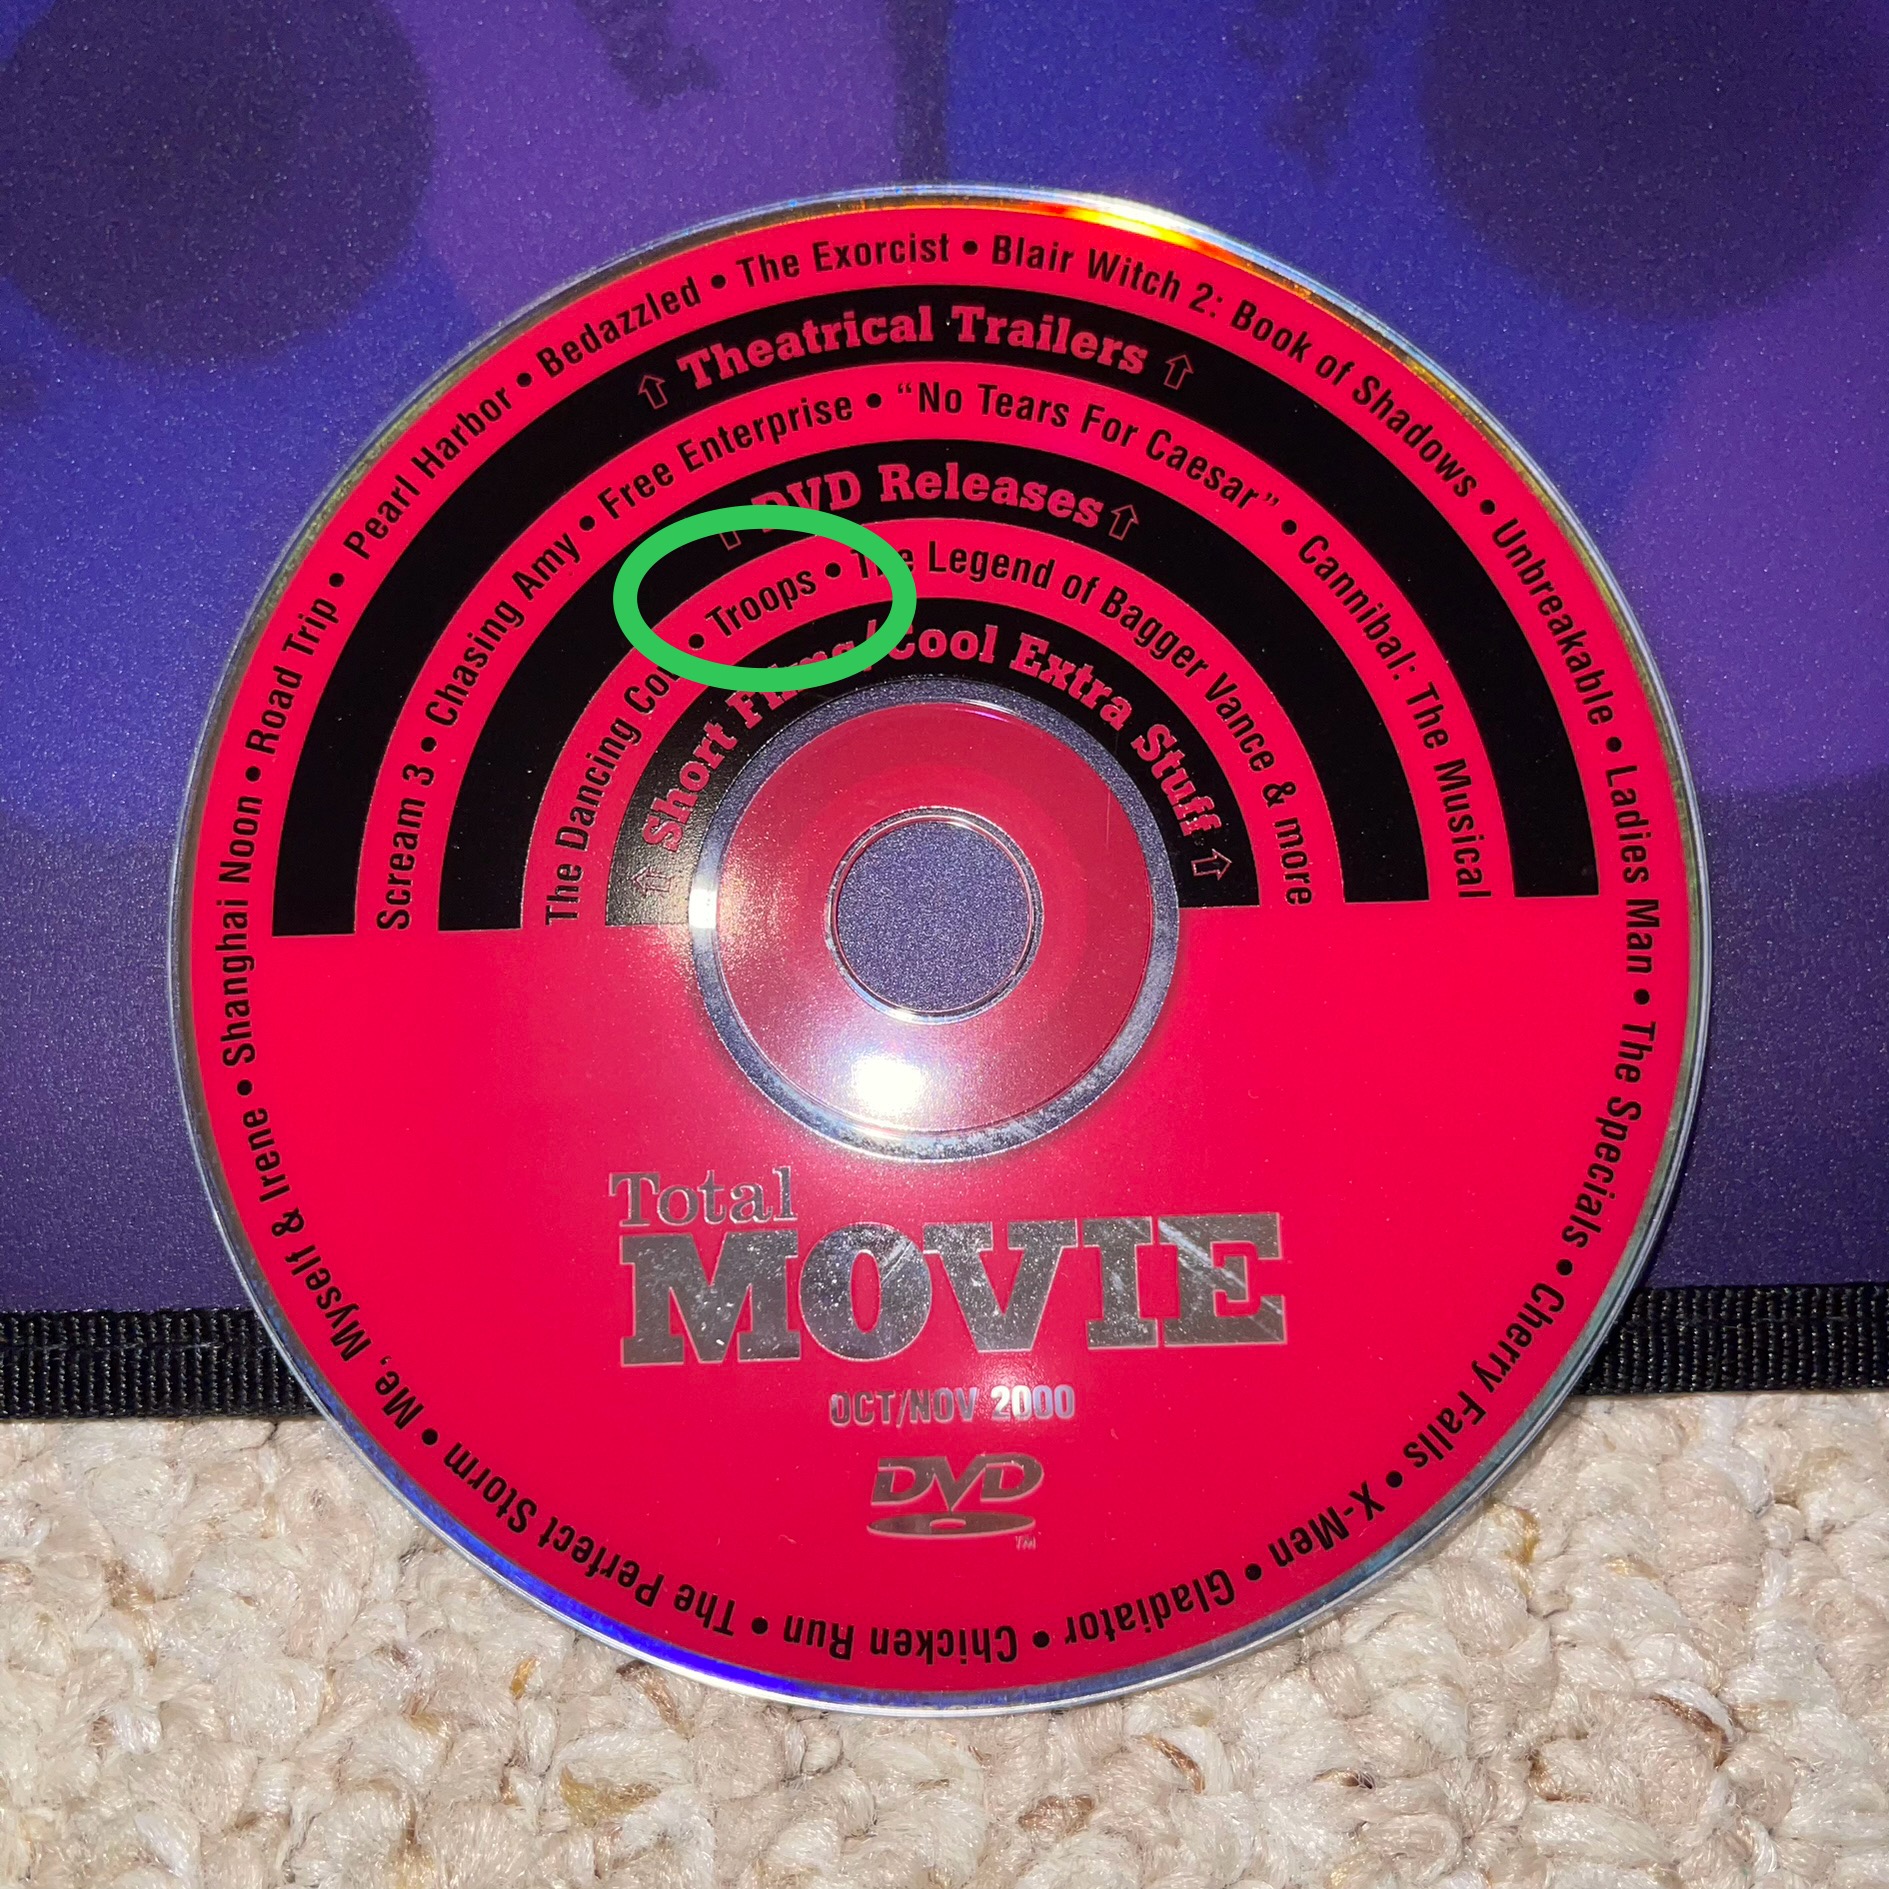 Shanghai Noon • Road Trip • Pearl Harbor • Bedazzled • The Exorcist • Blair Witch 2: Book of Shadows • Unbreakable • Ladies Man • The Specials • Cherry Falls • X-Men • Gladiator • Chicken Run • The Perfect Storm • Me, Myself & Irene •
⇧ Theatrical Trailers ⇧
Scream 3 • Chasing Amy • Free Enterprise • “No Tears For Caesar” • Cannibal: The Musical
⇧ DVD Releases ⇧
The Dancing • Troops • The Legend of Bagger Vance & more
⇧ Short Films/Cool Extra Stuff ⇧
Total
MOVIE
OCT/NOV 2000
DVD
TM